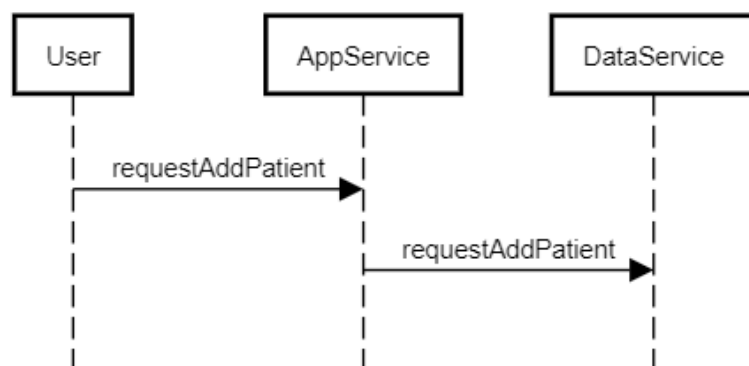 User
AppService
DataService
requestAddPatient
requestAddPatient